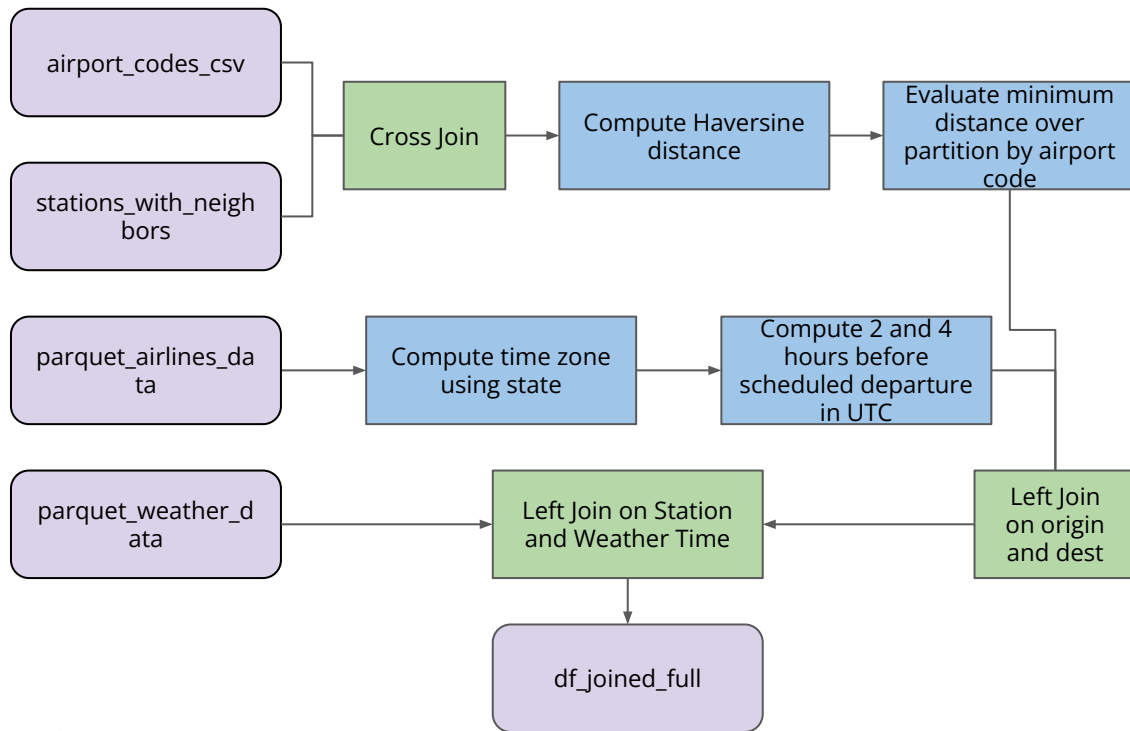 airport_codes_csv
Cross Join
Compute Haversine
distance
Evaluate minimum
distance over
partition by airport
code
stations_with_neigh
bors
parquet_airlines_da
ta
Compute time zone
using state
Compute 2 and 4
hours before
scheduled departure
in UTC
parquet_weather_d
ata
Left Join on Station
and Weather Time
Left Join
on origin
and dest
df_joined_full